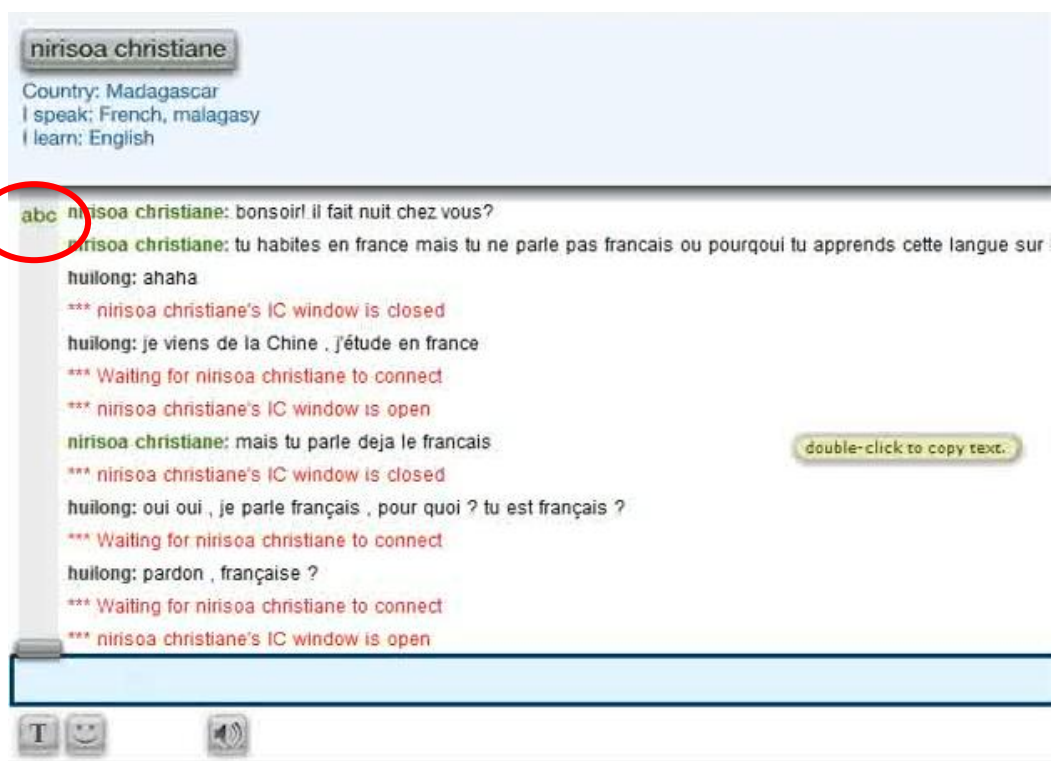 nirisoa christiane
Country: Madagascar
I speak: French, malagasy
I learn: English
abc nirisoa christiane: bonsoir! il fait nuit chez vous?
nirisoa christiane: tu habites en france mais tu ne parle pas francais ou pourqoui tu apprends cette langue sur
huilong: ahaha
*** nirisoa christiane's IC window is closed
huilong: je viens de la Chine , j'étude en france
*** Waiting for nirisoa christiane to connect
*** nirisoa christiane's IC window is open
nirisoa christiane: mais tu parle deja le francais
double-click to copy text.
*** nirisoa christiane's IC window is closed
huilong: oui oui , je parle français , pour quoi ? tu est français ?
*** Waiting for nirisoa christiane to connect
huilong: pardon , française ?
*** Waiting for nirisoa christiane to connect
*** nirisoa christiane's IC window is open
T